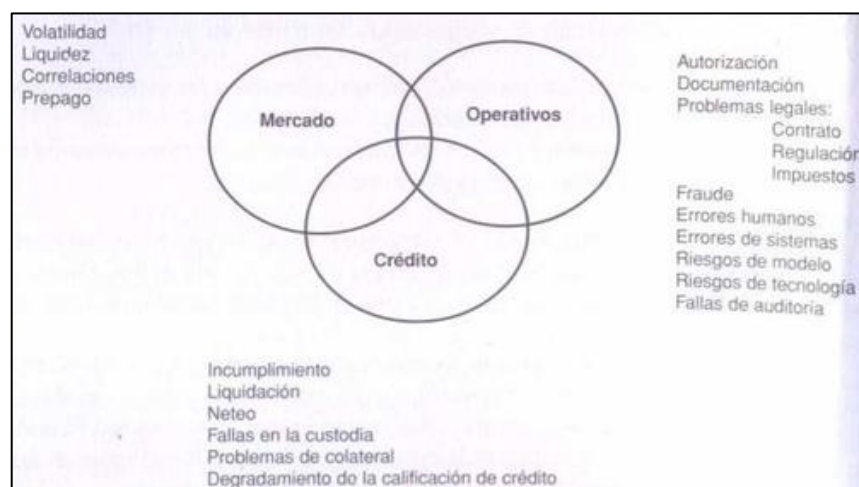 Volatilidad
Liquidez
Correlaciones
Prepago
Mercado
Operativos
Crédito
Autorización
Documentación
Problemas legales:
Contrato
Regulación
Impuestos
Fraude
Errores humanos
Errores de sistemas
Riesgos de modelo
Riesgos de tecnología
Fallas de auditoría
Incumplimiento
Liquidación
Neteo
Fallas en la custodia
Problemas de colateral
Degradamiento do la calificación de crédito